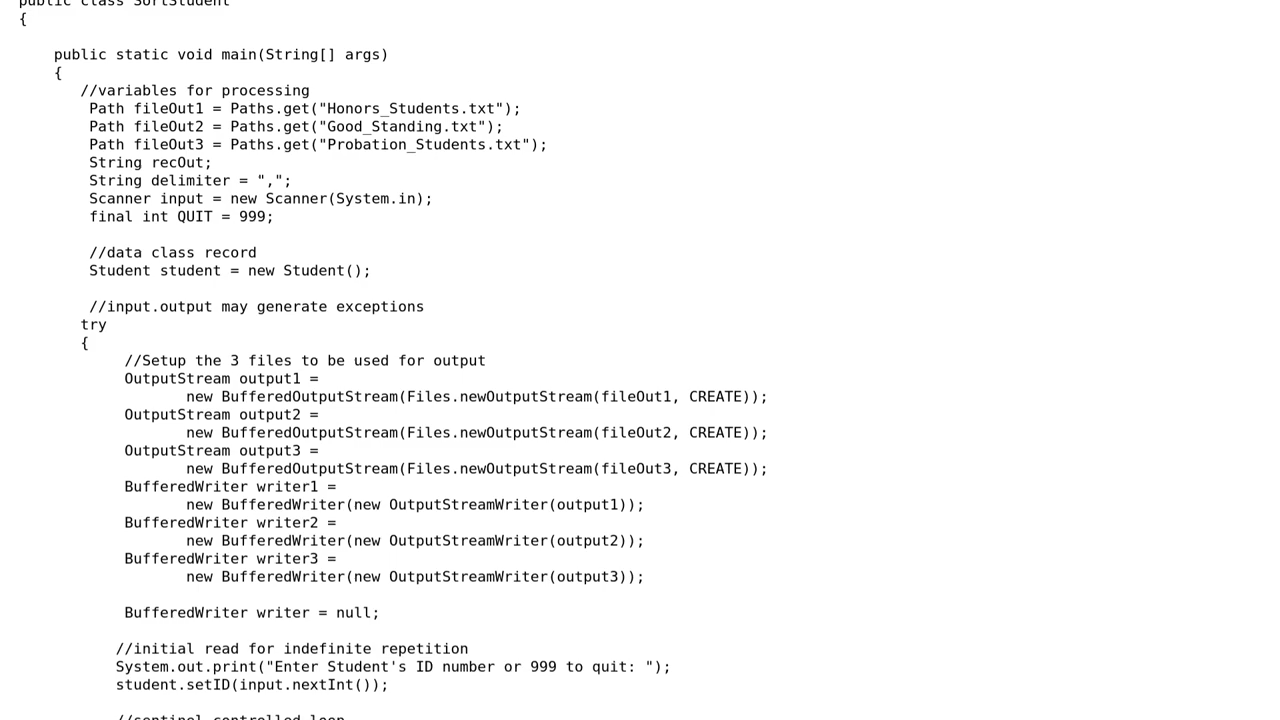 public class SortStudent
{
public static void main(String[] args)
{
//variables for processing
Path fileOut1 = Paths.get("Honors_Students.txt");
Path fileOut2 = Paths.get("Good_Standing.txt");
Path fileOut3 = Paths.get("Probation_Students.txt");
String recOut;
String delimiter = ",";
Scanner input = new Scanner(System.in);
final int QUIT = 999;
//data class record
Student student = new Student();
//input.output may generate exceptions
try
{
//Setup the 3 files to be used for output
OutputStream output1 =
new BufferedOutputStream(Files.newOutputStream(fileOut1, CREATE));
OutputStream output2 =
new BufferedOutputStream(Files.newOutputStream(fileOut2, CREATE));
OutputStream output3 =
new BufferedOutputStream(Files.newOutputStream(fileOut3, CREATE));
BufferedWriter writer1 =
new BufferedWriter(new OutputStreamWriter(output1));
BufferedWriter writer2 =
new BufferedWriter(new OutputStreamWriter(output2));
BufferedWriter writer3 =
new BufferedWriter(new OutputStreamWriter(output3));
BufferedWriter writer = null;
//initial read for indefinite repetition
System.out.print("Enter Student's ID number or 999 to quit: ");
student.setID(input.nextInt());
//sentinel controlled loop